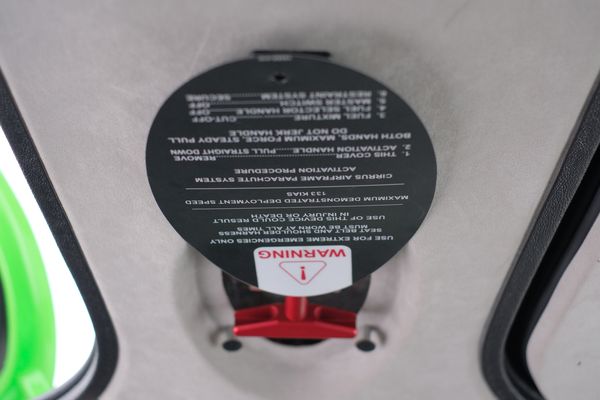 WARNING
FOR EXTREME EMERGENCIES ONLY
SEAT BELT AND SHOULDER HARNESS
MUST BE WORN AT ALL TIMES
USE OF THIS DEVICE COULD RESULT
IN INJURY OR DEATH
MAXIMUM DEMONSTRATED DEPLOYMENT SPEED
133 KIAS
CIRRUS AIRFRAME PARACHUTE SYSTEM
ACTIVATION PROCEDURE
1. THIS COVER..........REMOVE
2. ACTIVATION HANDLE......PULL STRAIGHT DOWN
BOTH HANDS, MAXIMUM FORCE, STEADY PULL
DO NOT JERK HANDLE
3. FUEL MIXTURE..........CUT-OFF
4. FUEL SELECTOR HANDLE..........OFF
5. MASTER SWITCH..........OFF
6. RESTRAINT SYSTEM..........SECURE